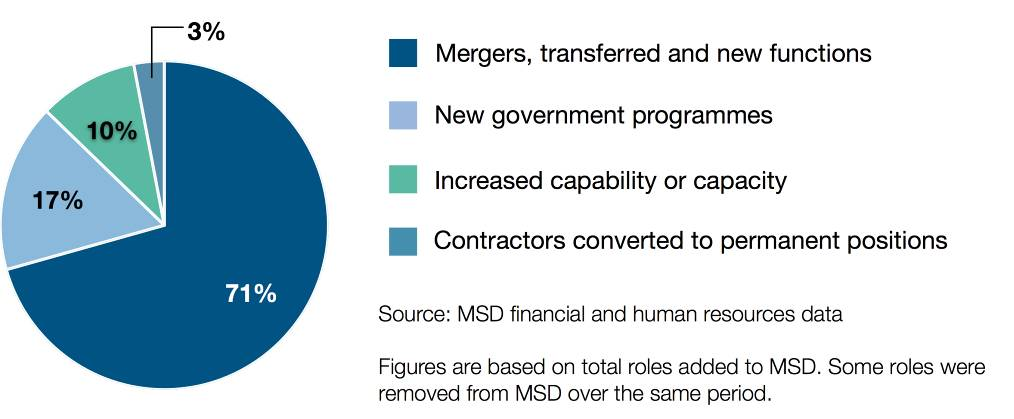 3%
Mergers, transferred and new functions
New government programmes
10%
Increased capability or capacity
17%
Contractors converted to permanent positions
71%
Source: MSD financial and human resources data
Figures are based on total roles added to MSD. Some roles were
removed from MSD over the same period.